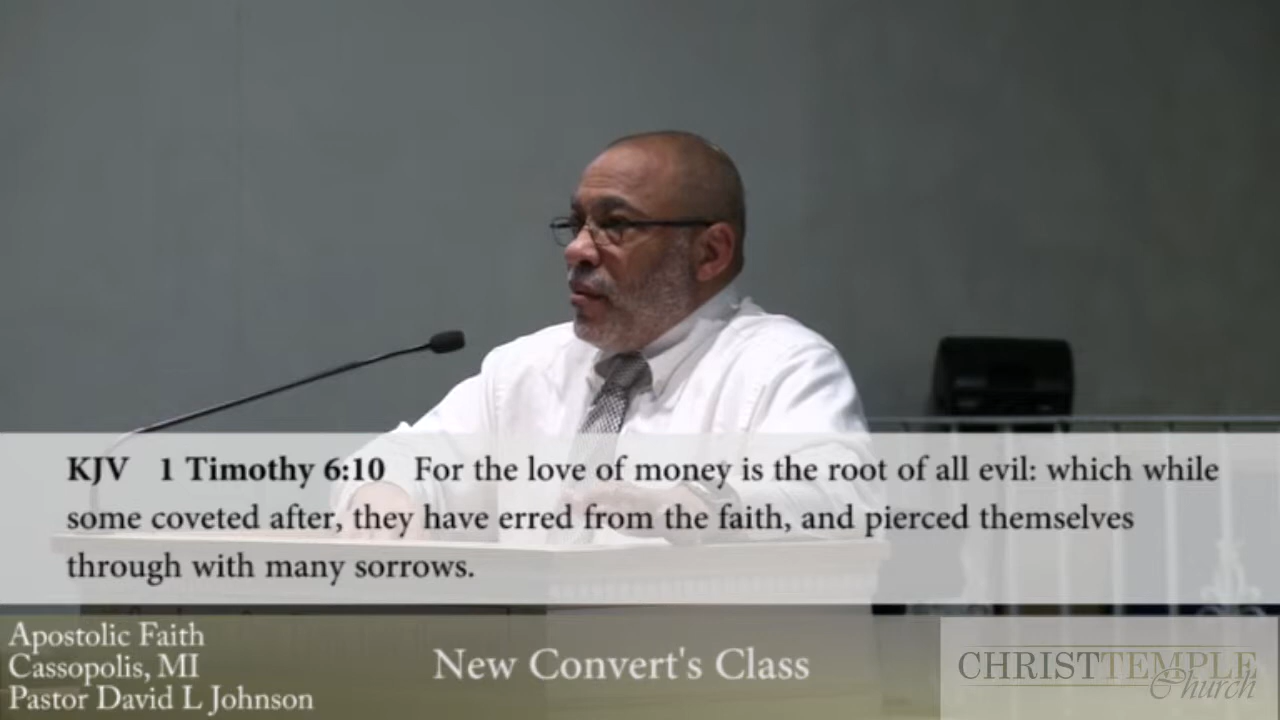 KJV 1 Timothy 6:10 For the love of money is the root of all evil: which while
some coveted after, they have erred from the faith, and pierced themselves
through with many sorrows.
Apostolic Faith
Cassopolis, MI
Pastor David L Johnson
New Convert's Class
CHRISTTEMPLE
Church